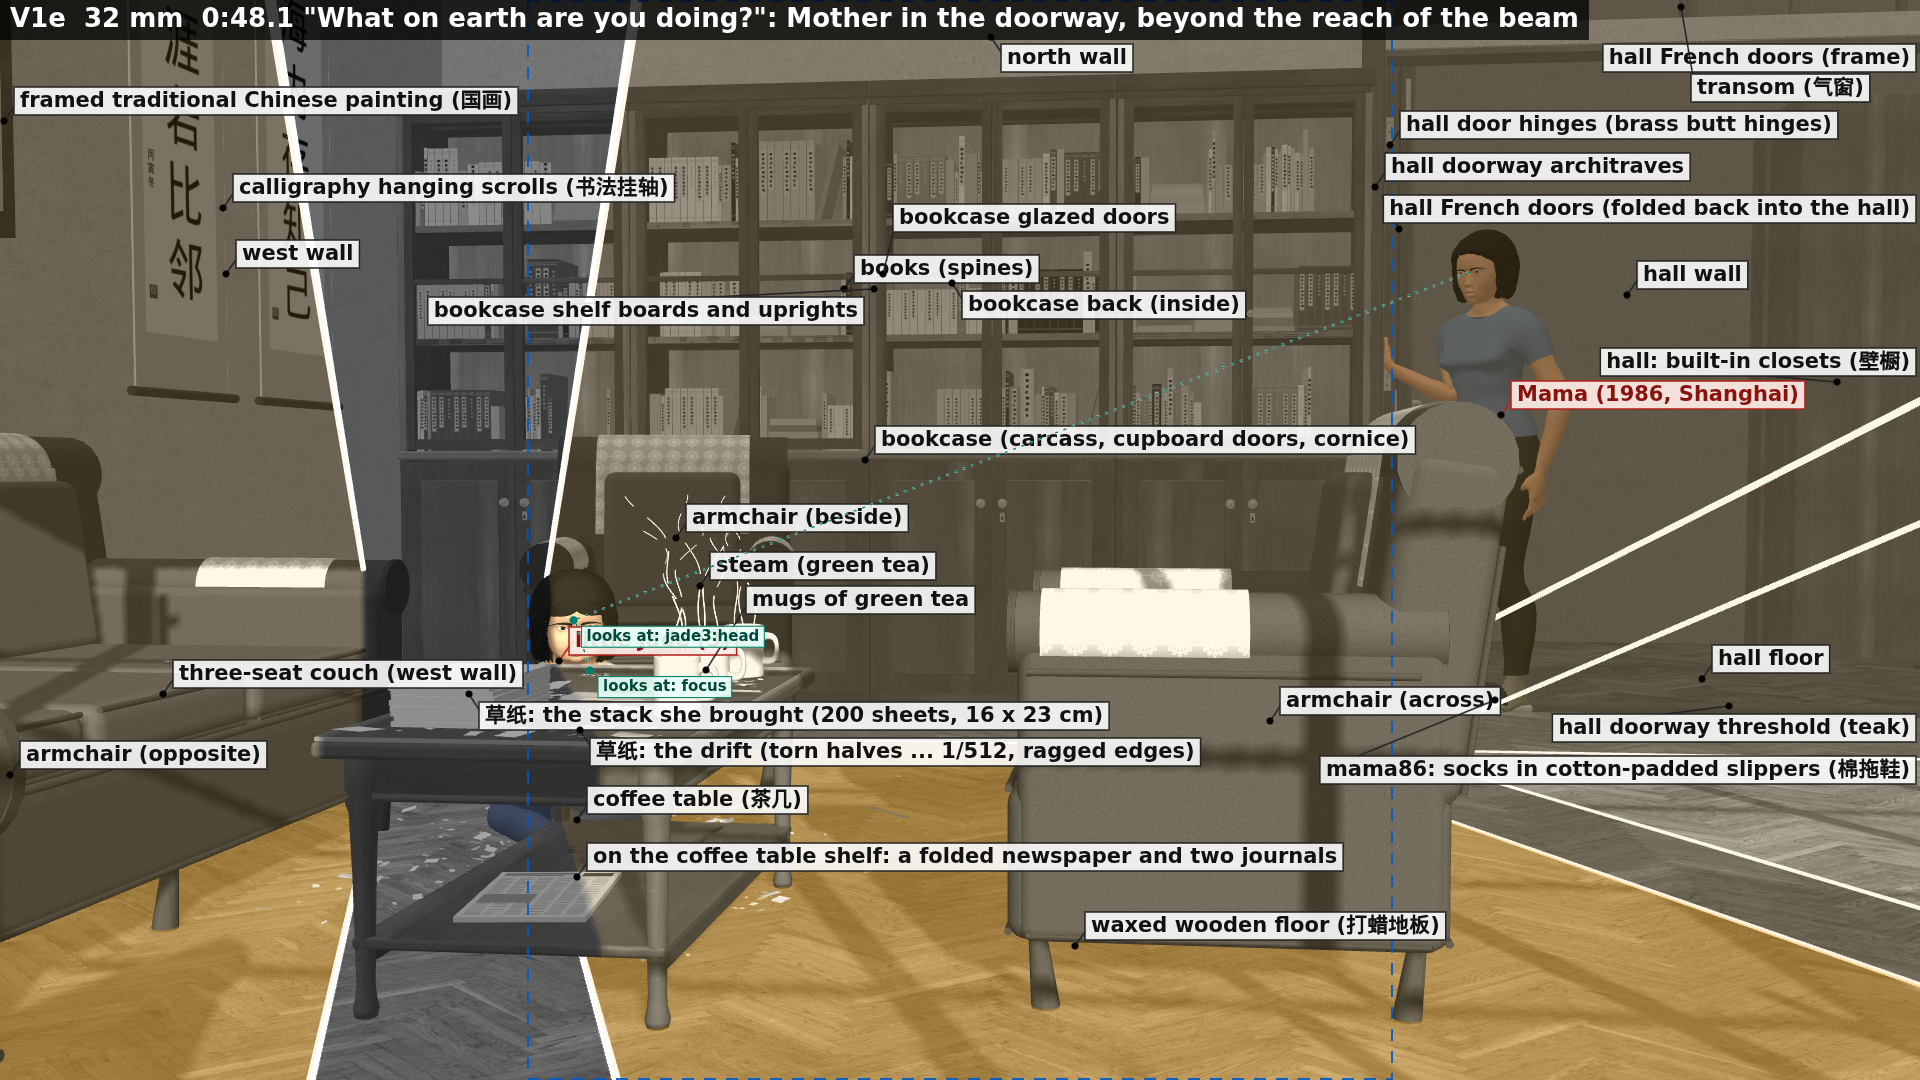 V1e 32 mm 0:48.1 "What on earth are you doing?": Mother in the doorway, beyond the reach of the beam
north wall
hall French doors (frame)
transom (气窗)
framed traditional Chinese painting (国画)
hall door hinges (brass butt hinges)
hall doorway architraves
calligraphy hanging scrolls (书法挂轴)
hall French doors (folded back into the hall)
bookcase glazed doors
west wall
books (spines)
hall wall
bookcase shelf boards and uprights
bookcase back (inside)
hall: built-in closets (壁橱)
Mama (1986, Shanghai)
bookcase (carcass, cupboard doors, cornice)
armchair (beside)
steam (green tea)
mugs of green tea
looks at: jade3:head
hall floor
three-seat couch (west wall)
looks at: focus
armchair (across)
草纸: the stack she brought (200 sheets, 16 x 23 cm)
hall doorway threshold (teak)
草纸: the drift (torn halves ... 1/512, ragged edges)
armchair (opposite)
mama86: socks in cotton-padded slippers (棉拖鞋)
coffee table (茶几)
on the coffee table shelf: a folded newspaper and two journals
waxed wooden floor (打蜡地板)
若比邻